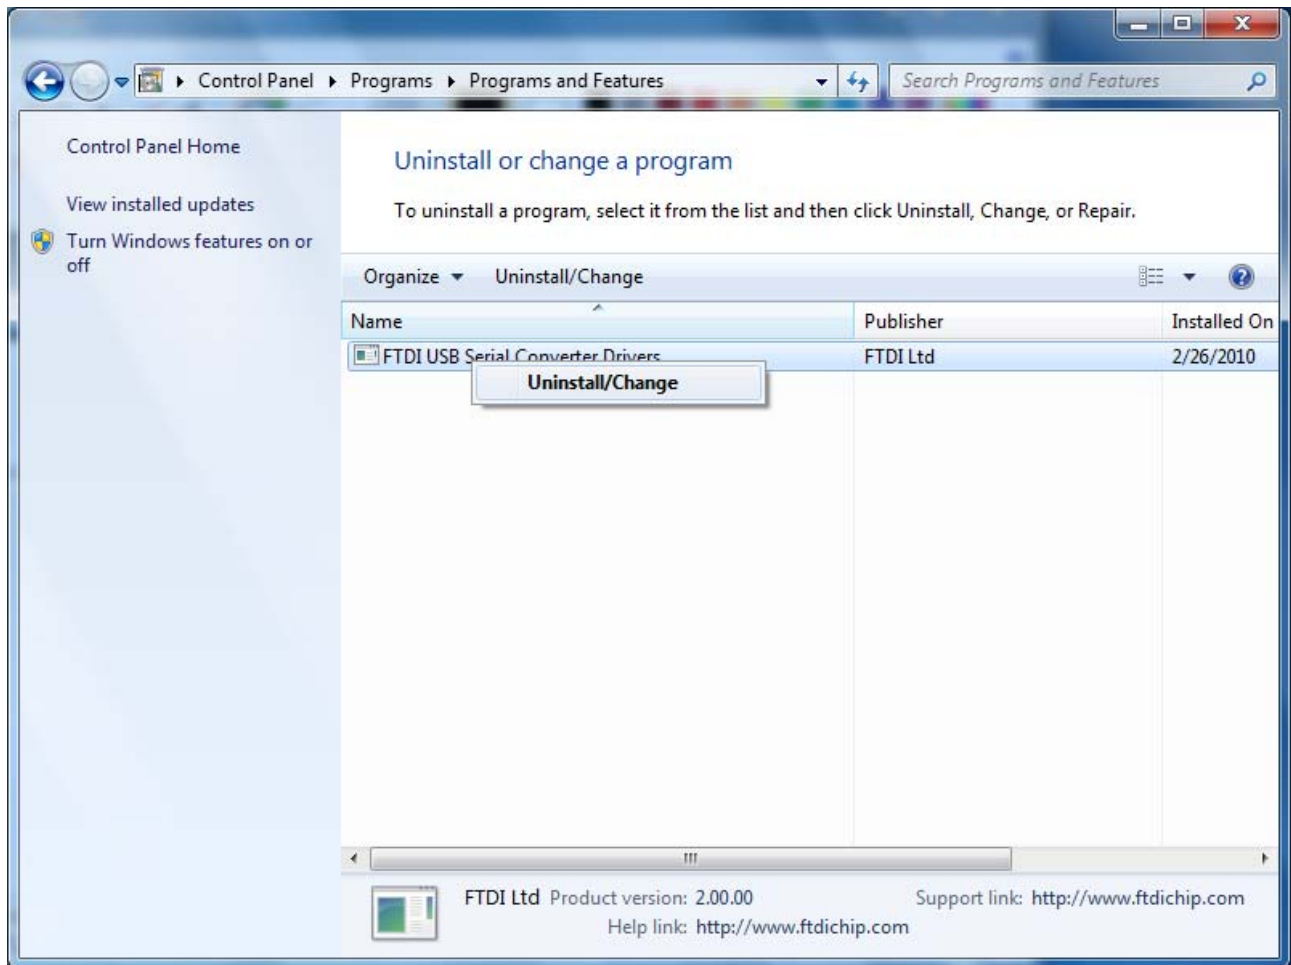 Control Panel Programs Programs and Features Search Programs and Features
Control Panel Home
View installed updates
Turn Windows features on or
off
Uninstall or change a program
To uninstall a program, select it from the list and then click Uninstall, Change, or Repair.
Organize Uninstall/Change
Name Publisher Installed On
FTDI USB Serial Converter Drivers FTDI Ltd 2/26/2010
Uninstall/Change
FTDI Ltd Product version: 2.00.00 Support link: http://www.ftdichip.com
Help link: http://www.ftdichip.com